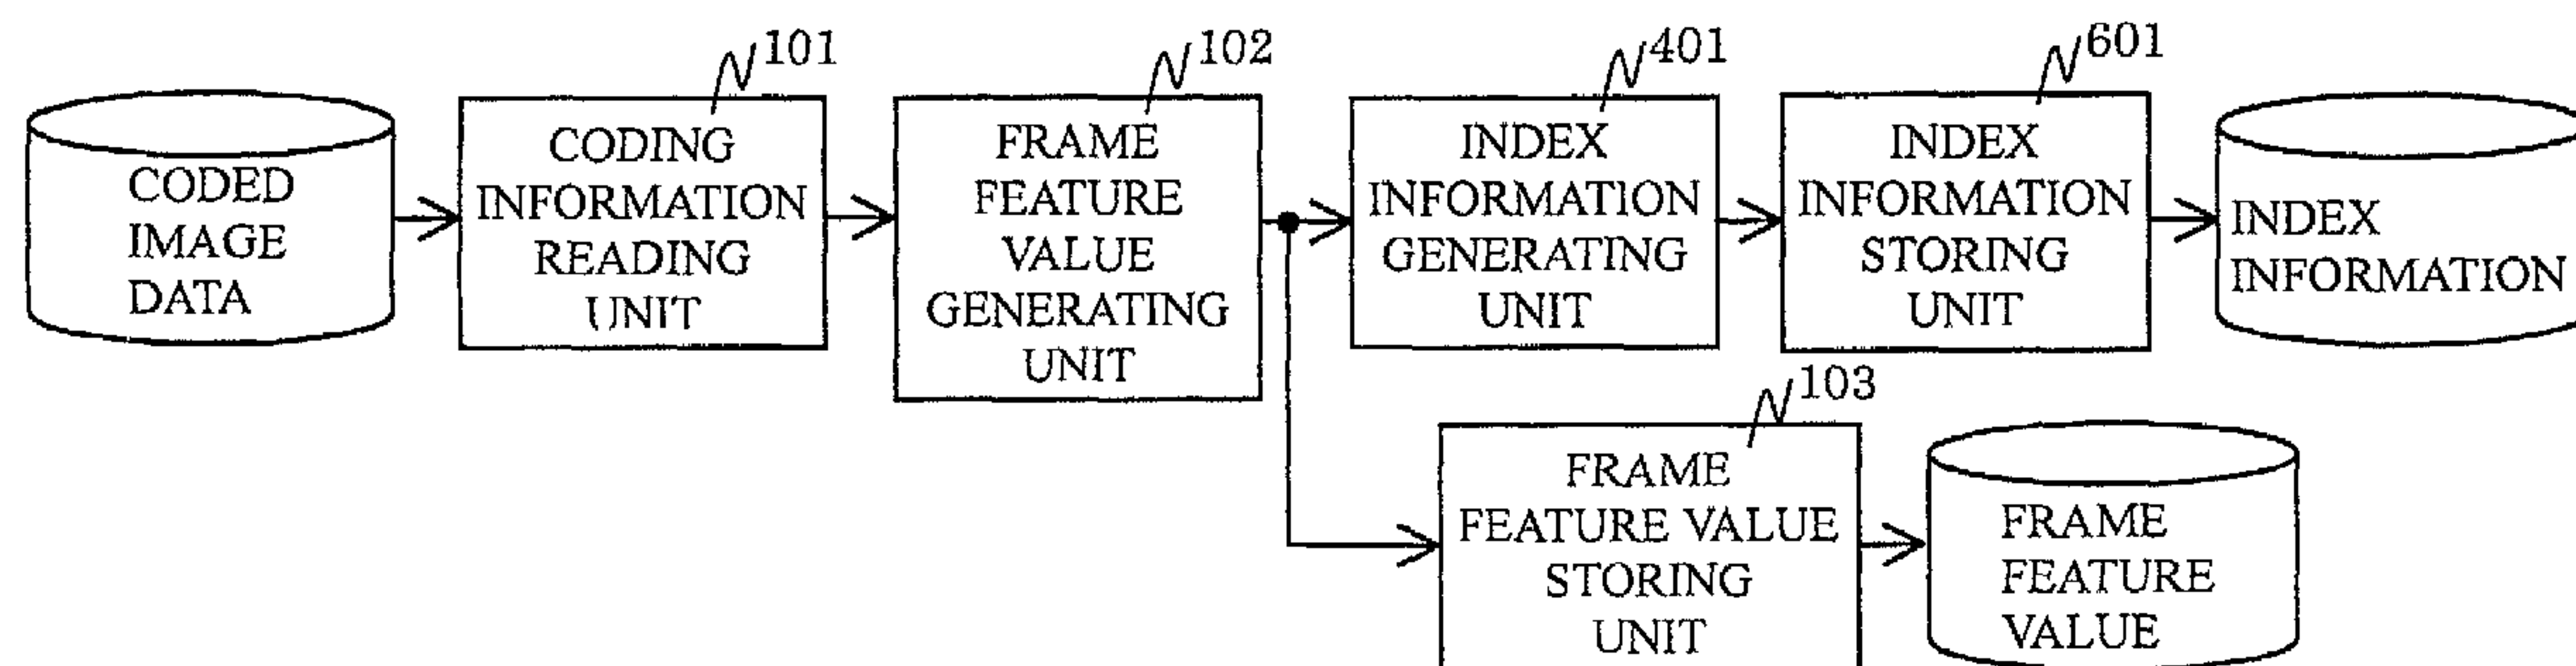 101
102
401
601
CODED
IMAGE
DATA
CODING
INFORMATION
READING
UNIT
FRAME
FEATURE
VALUE
GENERATING
UNIT
INDEX
INFORMATION
GENERATING
UNIT
INDEX
INFORMATION
STORING
UNIT
INDEX
INFORMATION
103
FRAME
FEATURE VALUE
STORING
UNIT
FRAME
FEATURE
VALUE